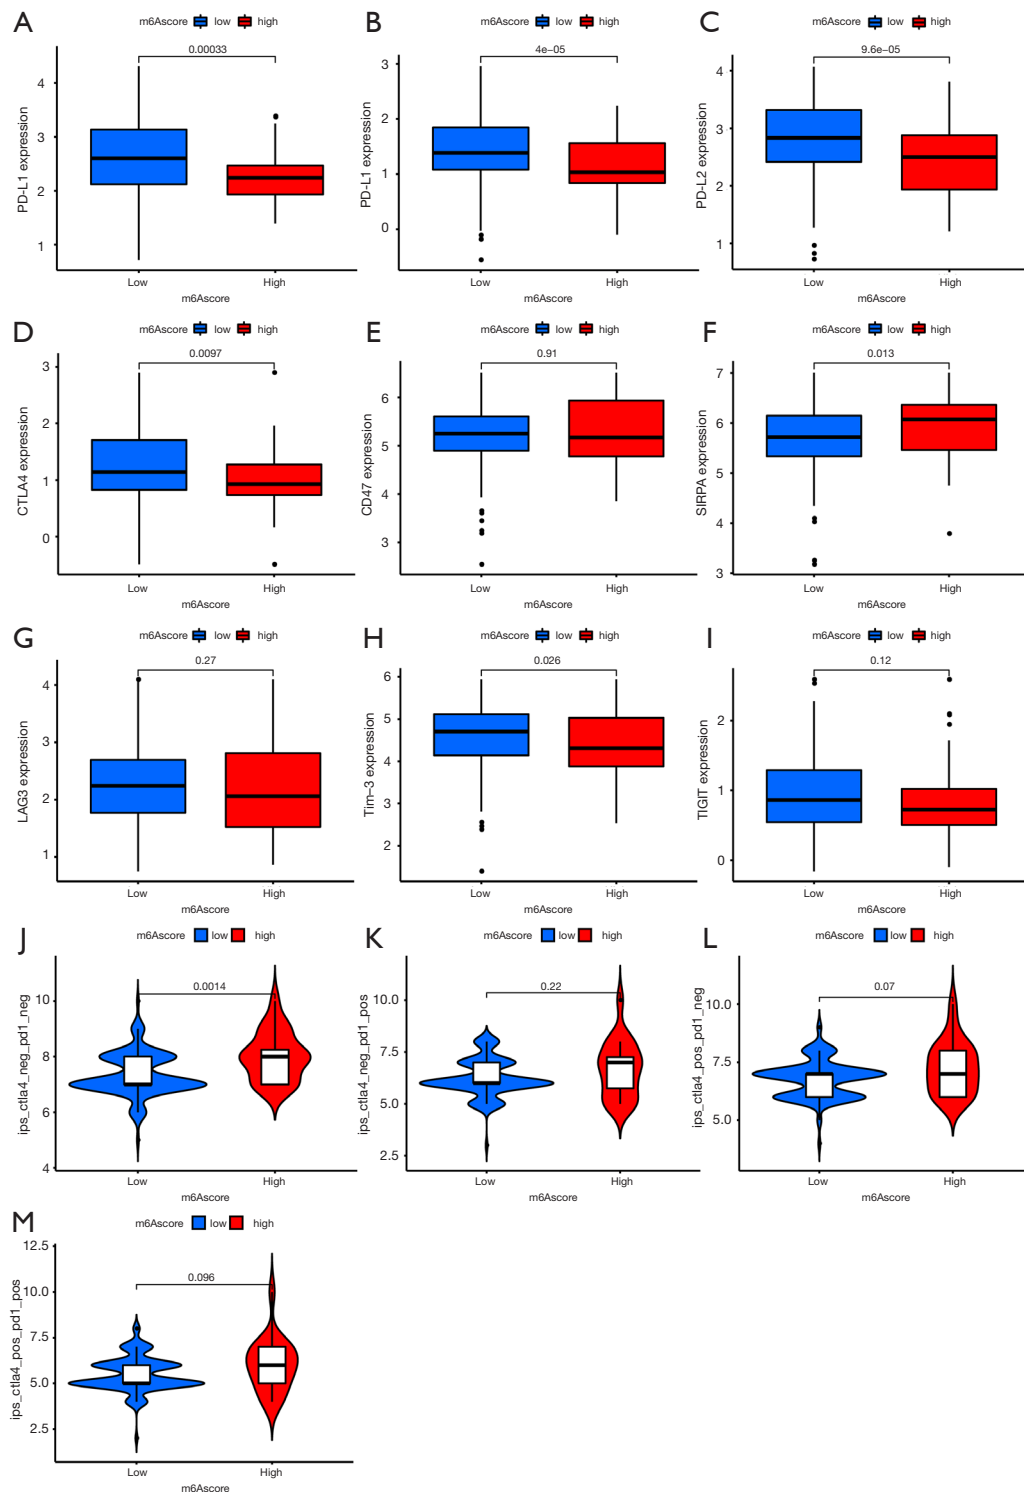 A
m6Ascore low high
0.00033
PD-L1 expression
4
3
2
1
Low High
m6Ascore
B
m6Ascore low high
4e−05
PD-L1 expression
3
2
1
0
Low High
m6Ascore
C
m6Ascore low high
9.6e−05
PD-L2 expression
4
3
2
1
Low High
m6Ascore
D
m6Ascore low high
0.0097
CTLA4 expression
3
2
1
0
Low High
m6Ascore
E
m6Ascore low high
0.91
CD47 expression
6
5
4
3
Low High
m6Ascore
F
m6Ascore low high
0.013
SIRPA expression
7
6
5
4
3
Low High
m6Ascore
G
m6Ascore low high
0.27
LAG3 expression
4
3
2
1
Low High
m6Ascore
H
m6Ascore low high
0.026
Tim−3 expression
6
5
4
3
2
Low High
m6Ascore
I
m6Ascore low high
0.12
TIGIT expression
2
1
0
Low High
m6Ascore
J
m6Ascore low high
0.0014
ips_ctla4_neg_pd1_neg
10
8
6
4
Low High
m6Ascore
K
m6Ascore low high
0.22
ips_ctla4_neg_pd1_pos
10.0
7.5
5.0
2.5
Low High
m6Ascore
L
m6Ascore low high
0.07
ips_ctla4_pos_pd1_neg
10.0
7.5
5.0
Low High
m6Ascore
M
m6Ascore low high
0.096
ips_ctla4_pos_pd1_pos
12.5
10.0
7.5
5.0
2.5
Low High
m6Ascore